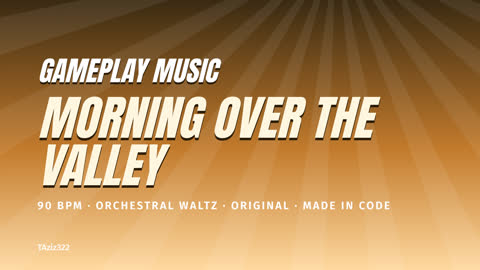 GAMEPLAY MUSIC
MORNING OVER THE
VALLEY
90 BPM · ORCHESTRAL WALTZ · ORIGINAL · MADE IN CODE
TAziz322